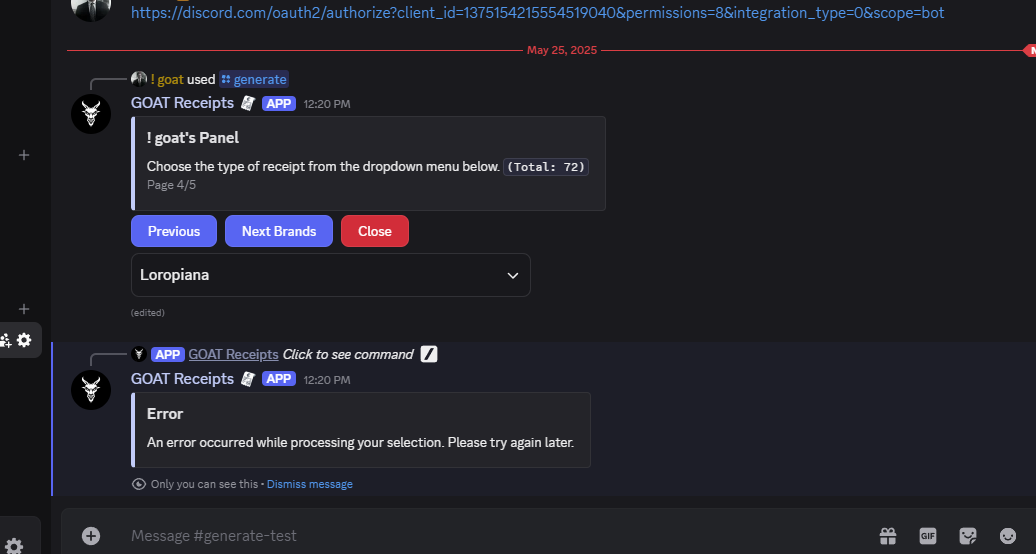 https://discord.com/oauth2/authorize?client_id=1375154215554519040&permissions=8&integration_type=0&scope=bot
May 25, 2025
! goat used generate
GOAT Receipts APP 12:20 PM
! goat's Panel
Choose the type of receipt from the dropdown menu below. (Total: 72)
Page 4/5
Previous Next Brands Close
Loropiana
(edited)
APP GOAT Receipts Click to see command
GOAT Receipts APP 12:20 PM
Error
An error occurred while processing your selection. Please try again later.
Only you can see this • Dismiss message
Message #generate-test
GIF